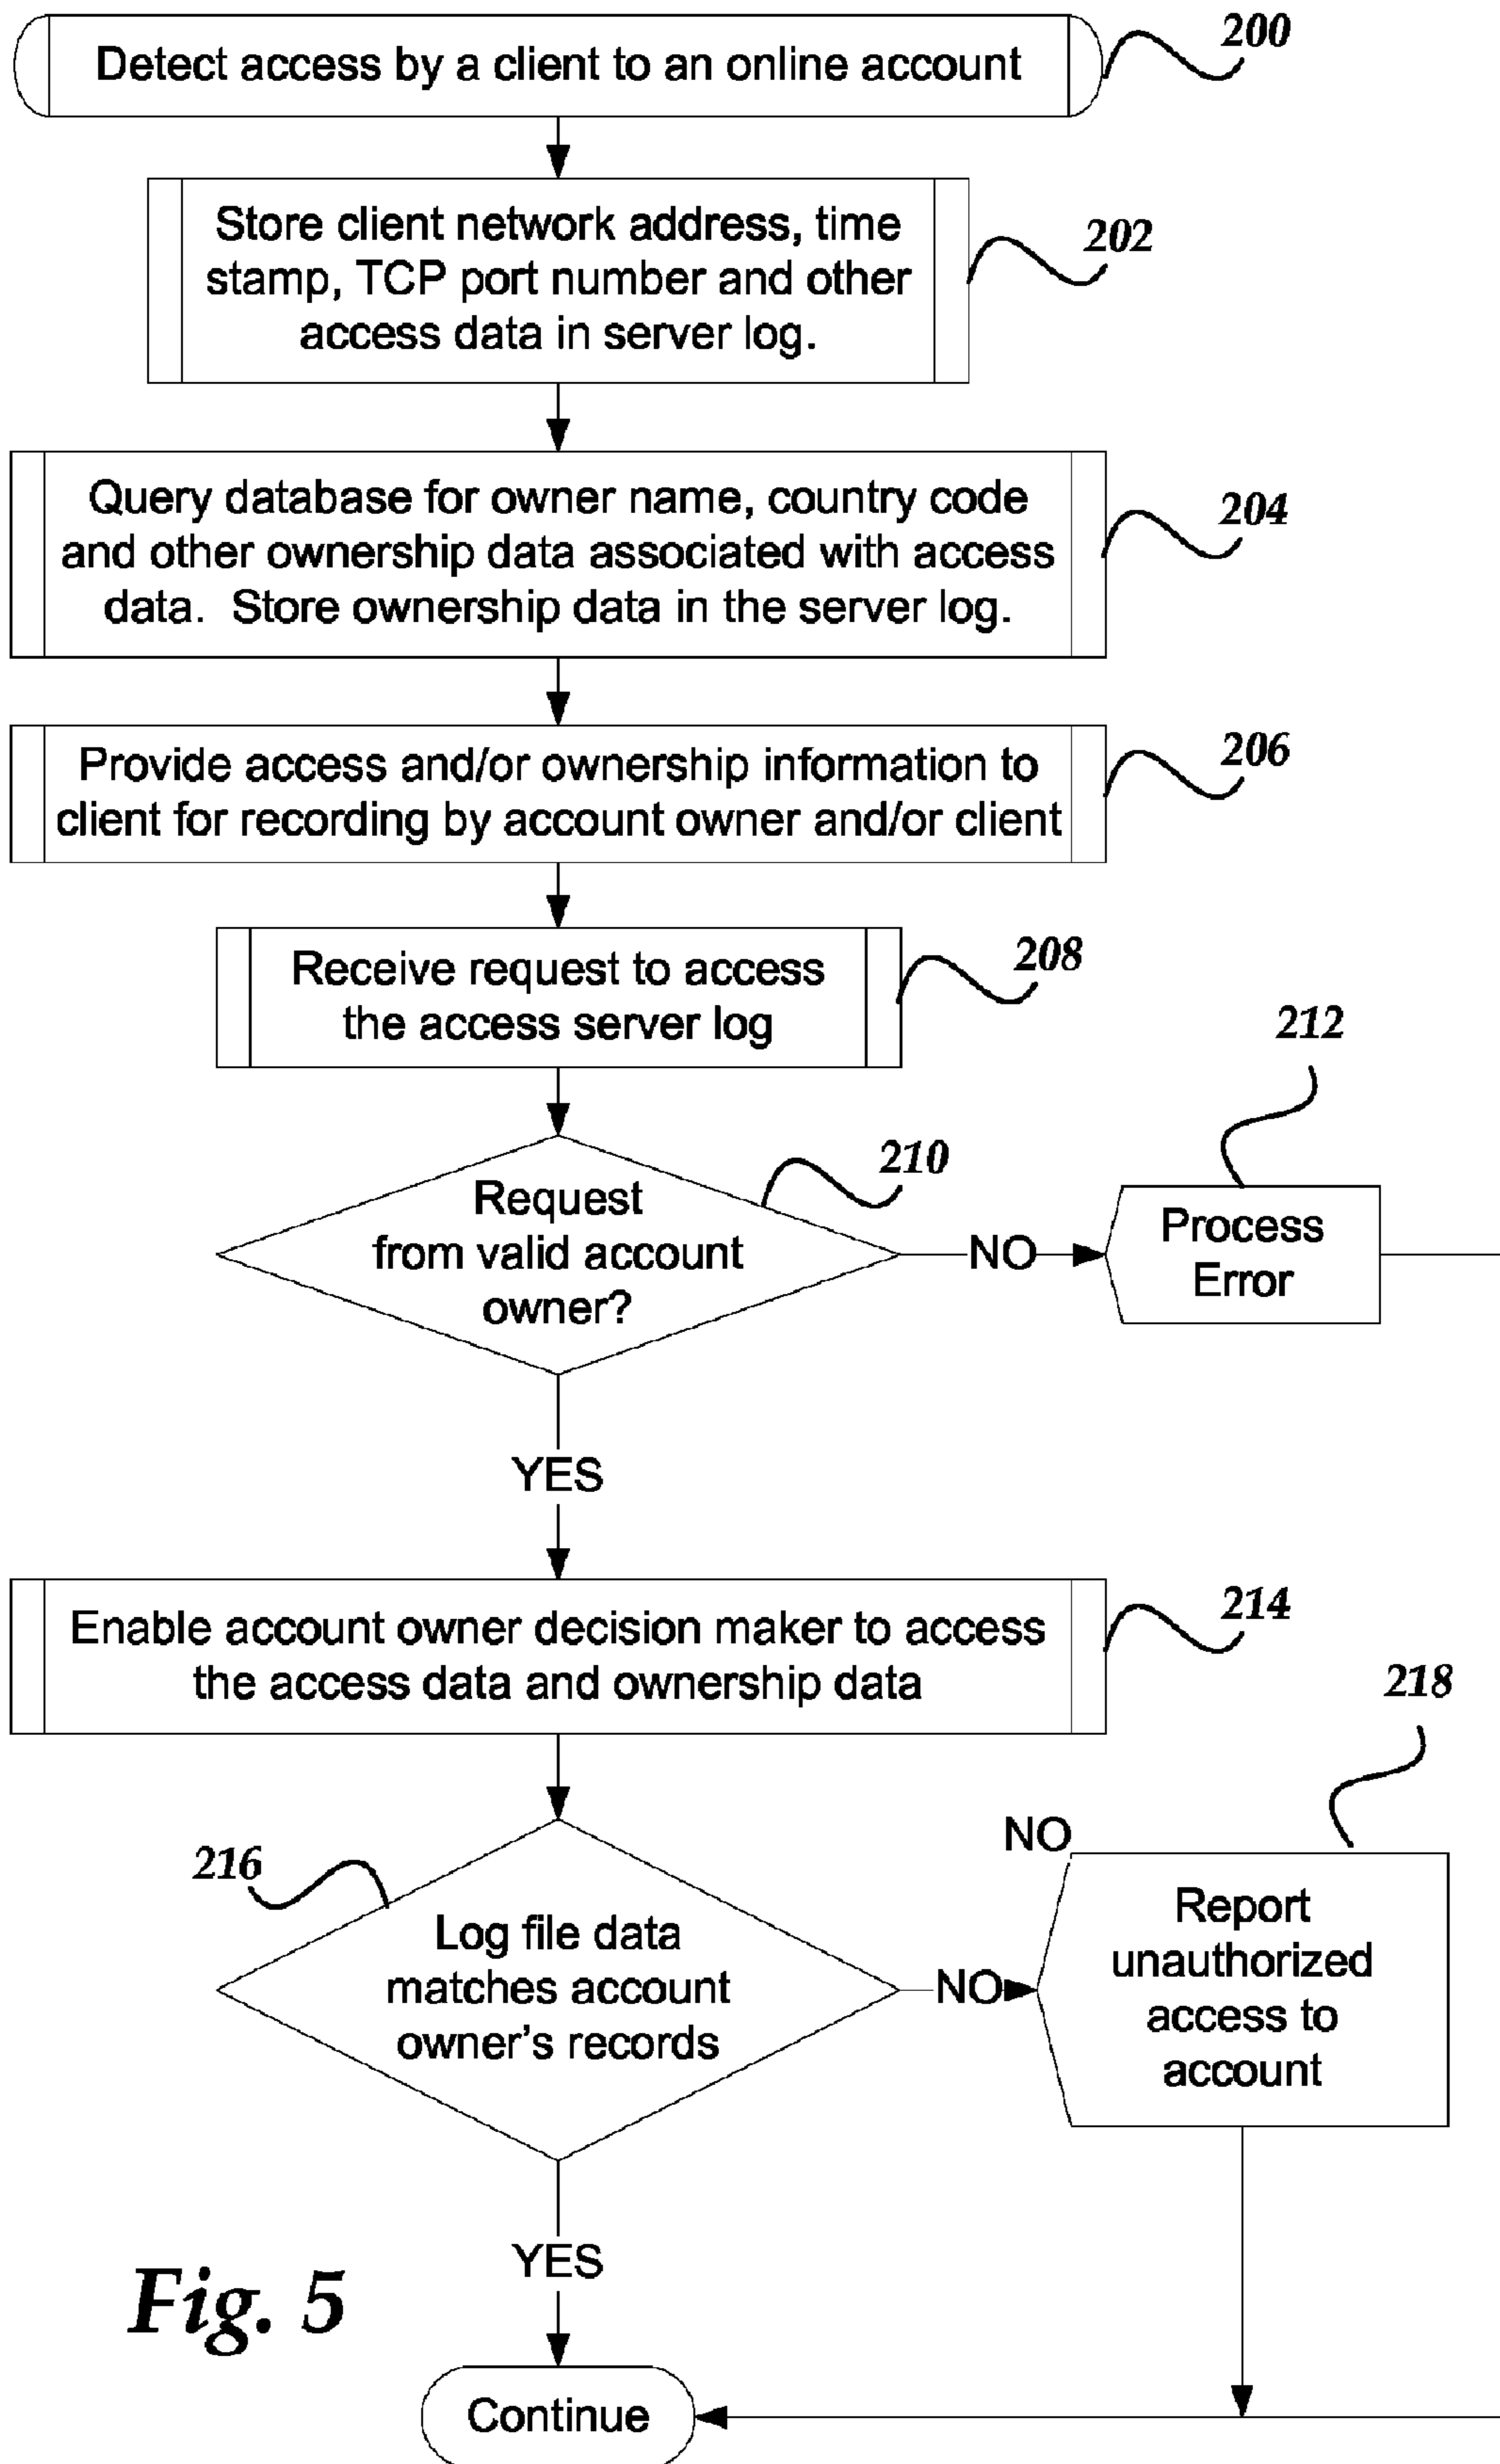 Detect access by a client to an online account
200
Store client network address, time
stamp, TCP port number and other
access data in server log.
202
Query database for owner name, country code
and other ownership data associated with access
data.  Store ownership data in the server log.
204
Provide access and/or ownership information to
client for recording by account owner and/or client
206
Receive request to access
the access server log
208
Request
from valid account
owner?
210
NO
212
Process
Error
YES
Enable account owner decision maker to access
the access data and ownership data
214
216
Log file data
matches account
owner's records
NO
NO
218
Report
unauthorized
access to
account
YES
Fig. 5
Continue